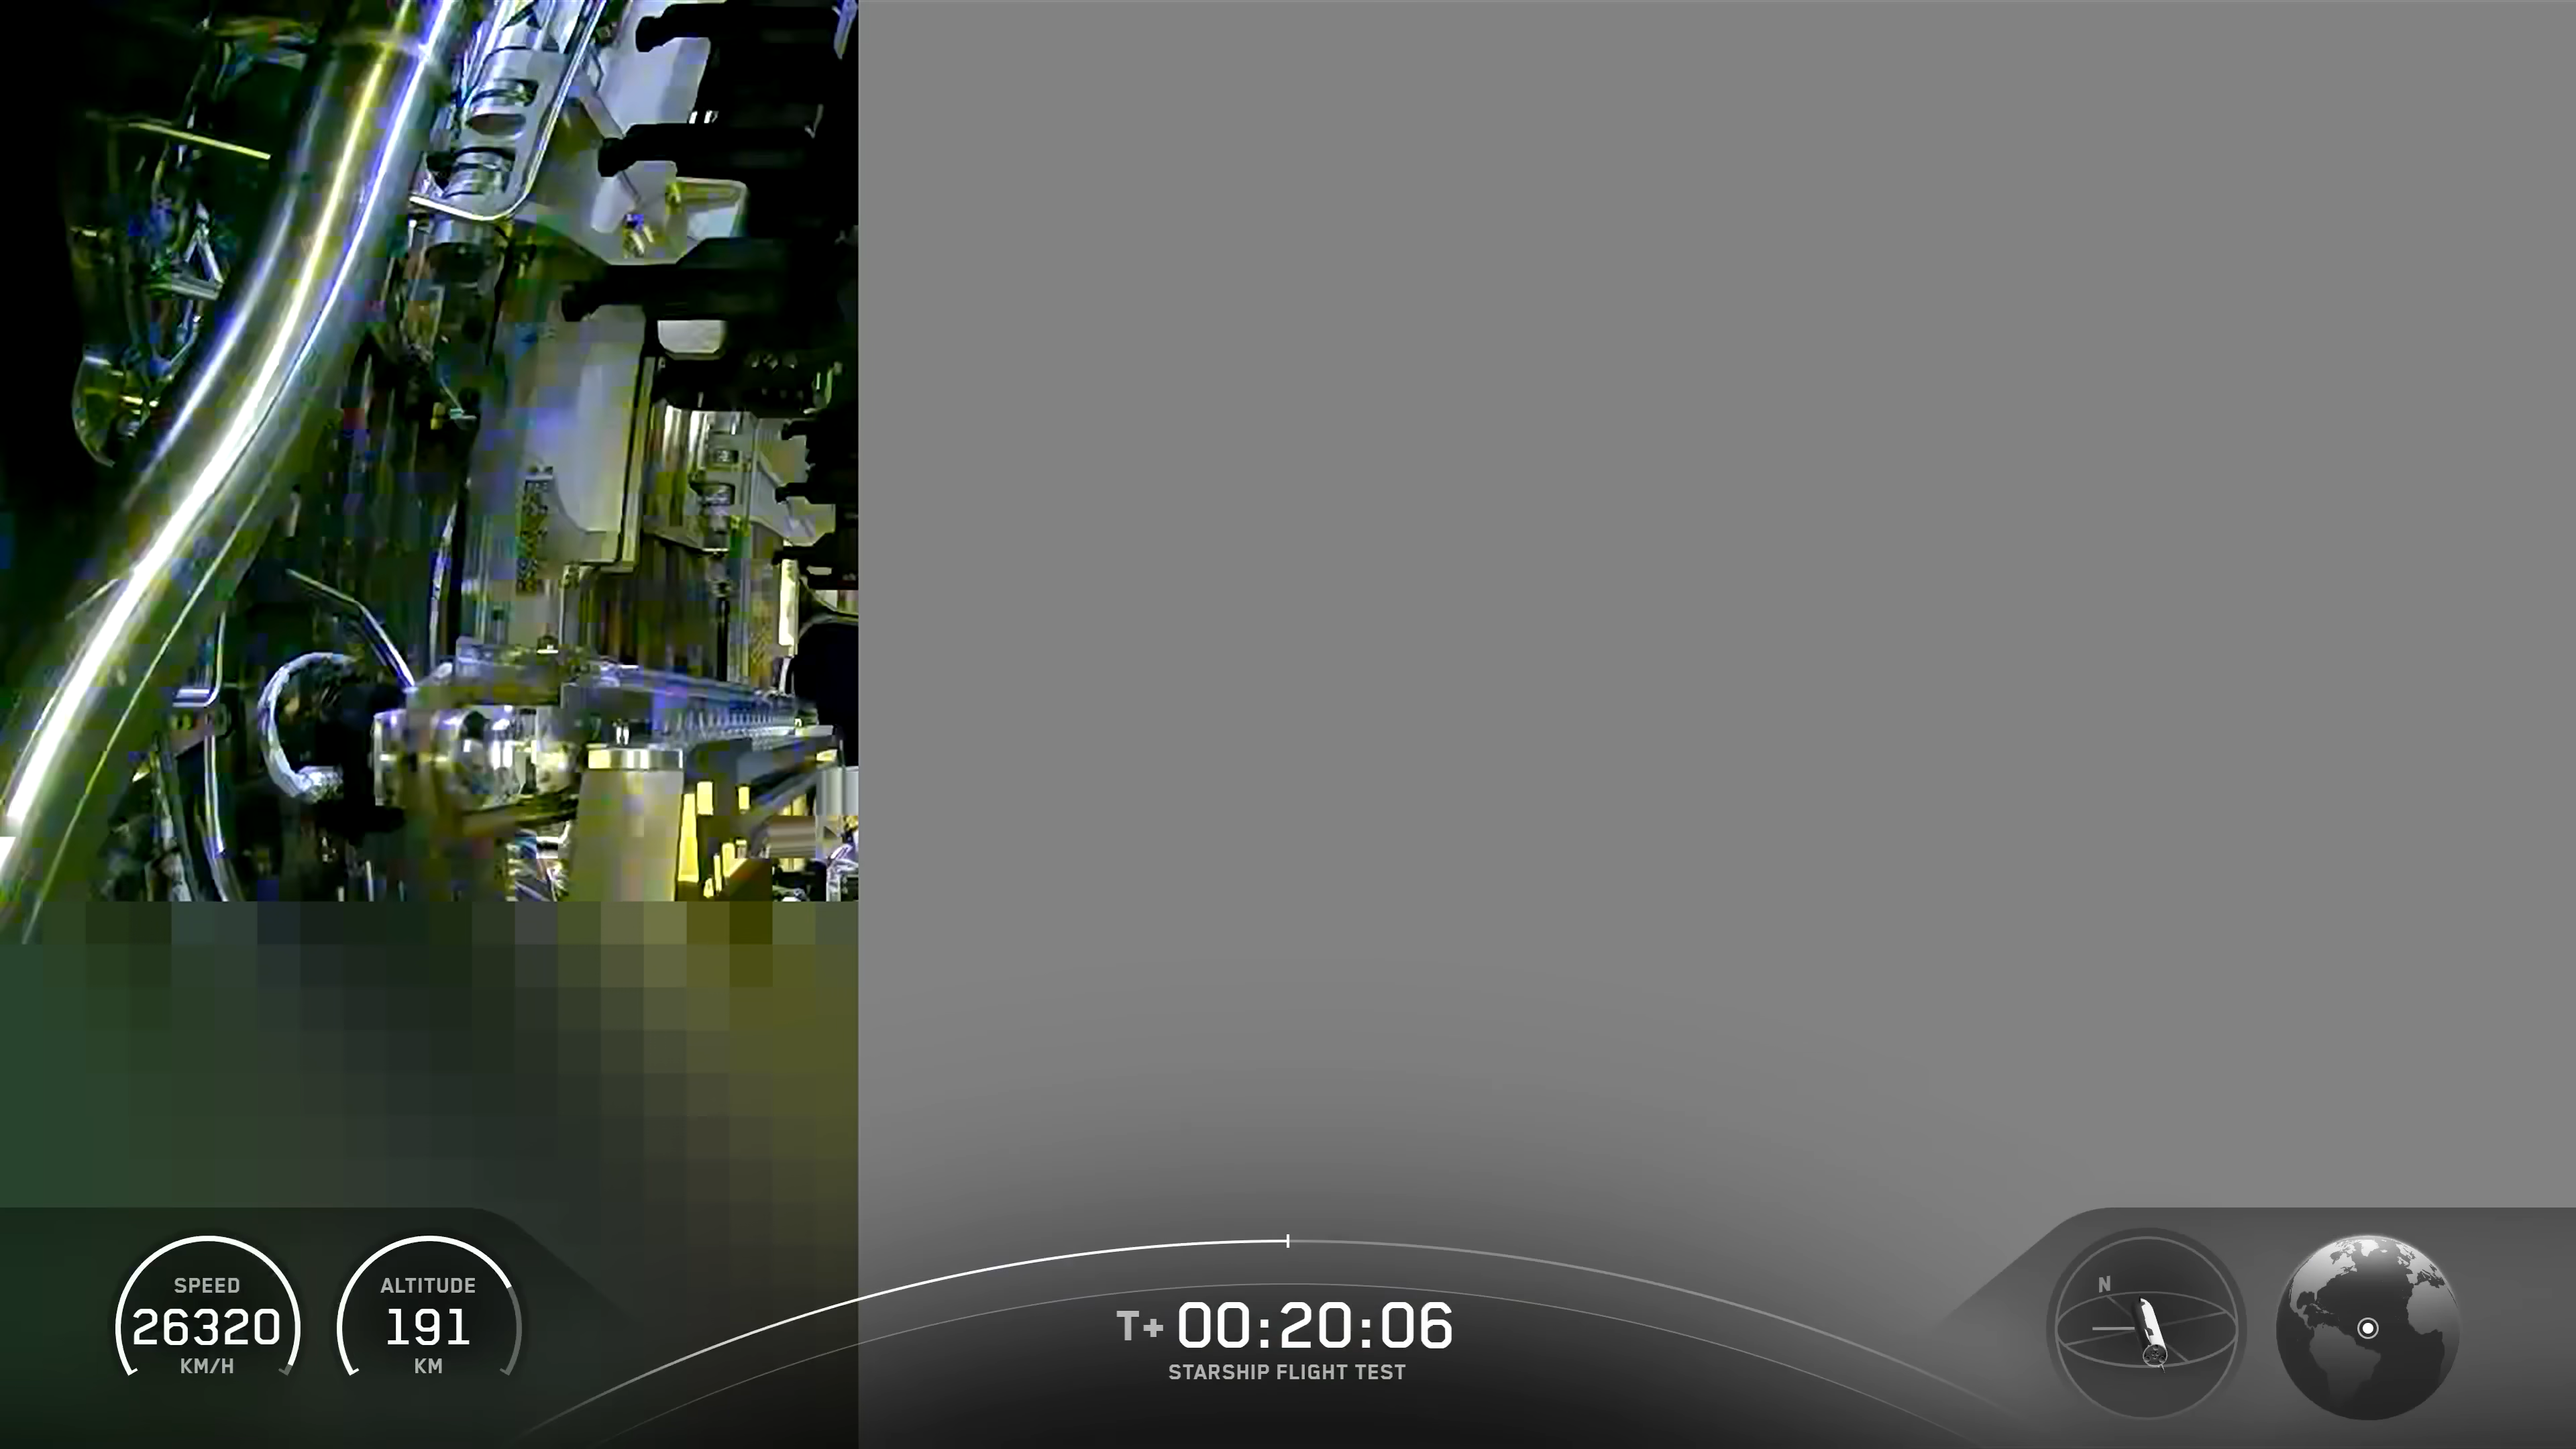 SPEED
26320
KM/H
ALTITUDE
191
KM
T+ 00:20:06
STARSHIP FLIGHT TEST
N